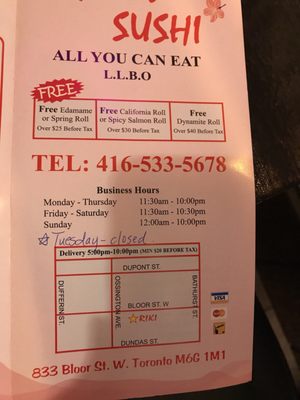 SUSHI
ALL YOU CAN EAT
L.L.B.O
FREE
Free Edamame
or Spring Roll
Over $25 Before Tax
Free California Roll
or Spicy Salmon Roll
Over $30 Before Tax
Free
Dynamite Roll
Over $40 Before Tax
TEL: 416-533-5678
Business Hours
Monday - Thursday 11:30am - 10:00pm
Friday - Saturday 11:30am - 10:30pm
Sunday 12:00am - 10:00pm
☆ Tuesday - closed
Delivery 5:00pm-10:00pm (MIN $20 BEFORE TAX)
DUPONT ST.
DUFFERIN ST.
OSSINGTON AVE.
BATHURST ST.
BLOOR ST. W
☆RIKI
DUNDAS ST.
VISA
833 Bloor St. W. Toronto M6G 1M1